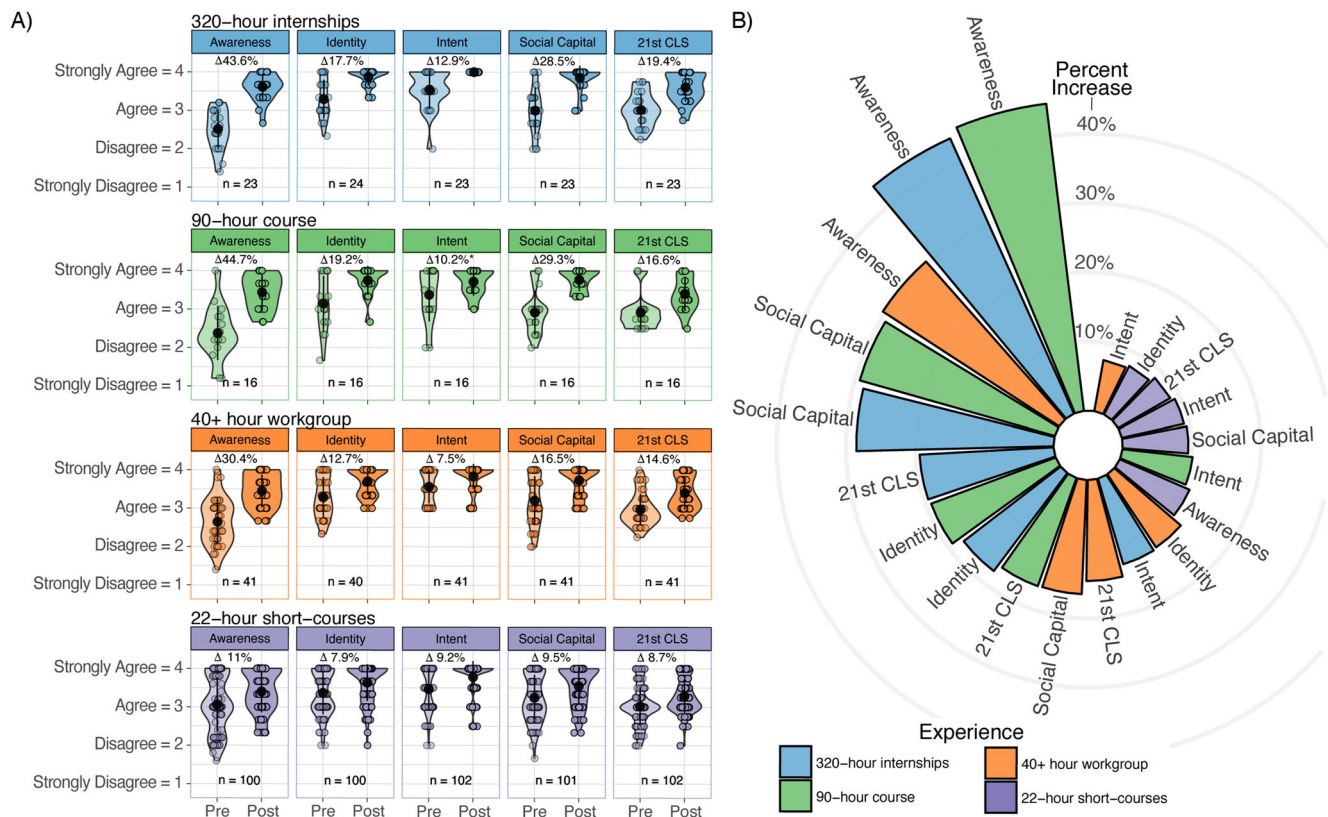 A)
320-hour internships
Awareness Identity Intent Social Capital 21st CLS
Δ43.6% Δ17.7% Δ12.9% Δ28.5% Δ19.4%
Strongly Agree = 4
Agree = 3
Disagree = 2
Strongly Disagree = 1
n = 23 n = 24 n = 23 n = 23 n = 23
90-hour course
Awareness Identity Intent Social Capital 21st CLS
Δ44.7% Δ19.2% Δ10.2%* Δ29.3% Δ16.6%
Strongly Agree = 4
Agree = 3
Disagree = 2
Strongly Disagree = 1
n = 16 n = 16 n = 16 n = 16 n = 16
40+ hour workgroup
Awareness Identity Intent Social Capital 21st CLS
Δ30.4% Δ12.7% Δ 7.5% Δ16.5% Δ14.6%
Strongly Agree = 4
Agree = 3
Disagree = 2
Strongly Disagree = 1
n = 41 n = 40 n = 41 n = 41 n = 41
22-hour short-courses
Awareness Identity Intent Social Capital 21st CLS
Δ 11% Δ 7.9% Δ 9.2% Δ 9.5% Δ 8.7%
Strongly Agree = 4
Agree = 3
Disagree = 2
Strongly Disagree = 1
n = 100 n = 100 n = 102 n = 101 n = 102
Pre Post Pre Post Pre Post Pre Post Pre Post
B)
Percent
Increase
40%
30%
20%
10%
Intent
Identity
21st CLS
Intent
Social Capital
Intent
Awareness
Identity
Intent
21st CLS
Social Capital
21st CLS
Identity
Identity
21st CLS
Social Capital
Social Capital
Awareness
Awareness
Awareness
Experience
320-hour internships
40+ hour workgroup
90-hour course
22-hour short-courses